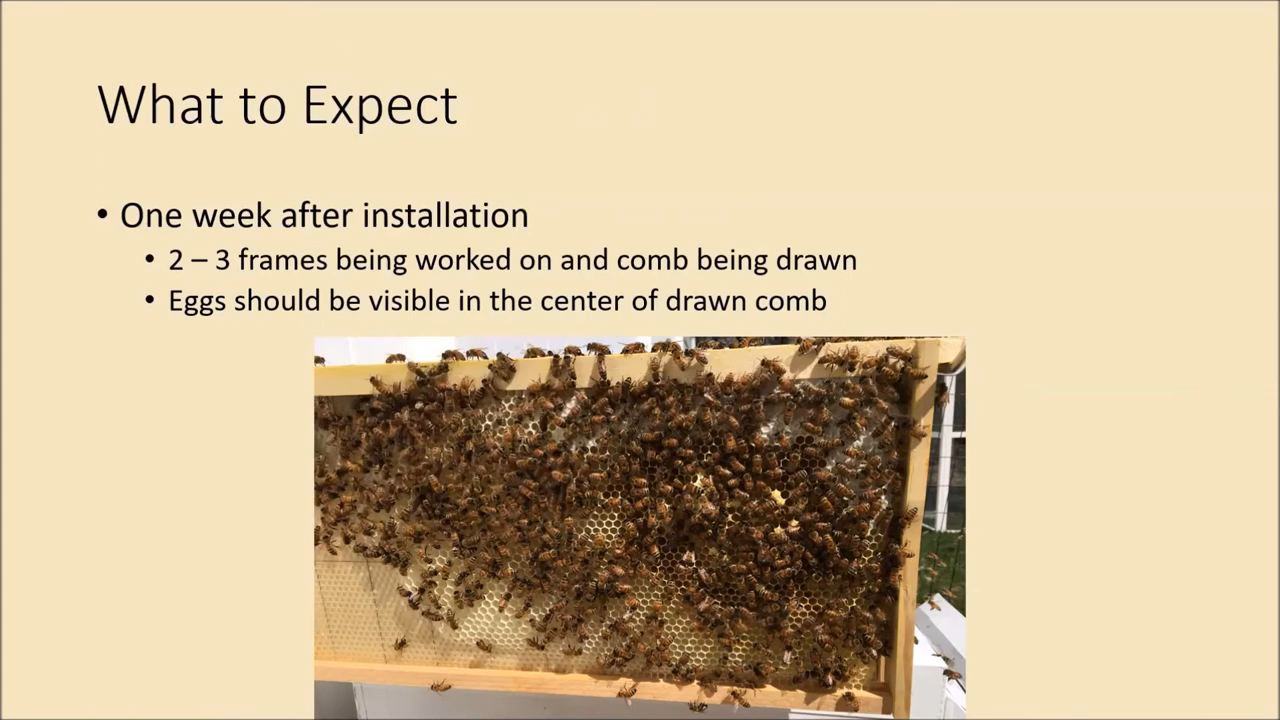 What to Expect
• One week after installation
• 2 – 3 frames being worked on and comb being drawn
• Eggs should be visible in the center of drawn comb